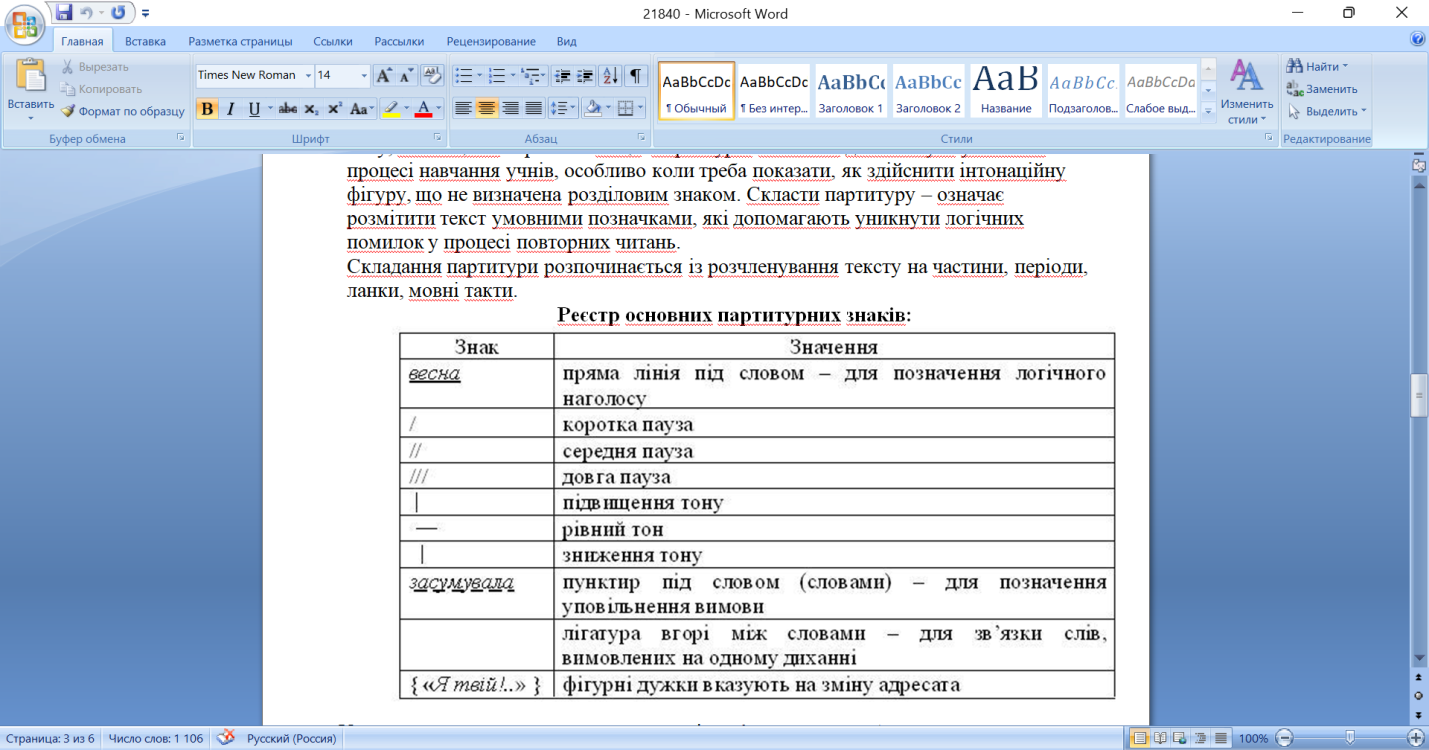 21840 - Microsoft Word
Главная Вставка Разметка страницы Ссылки Рассылки Рецензирование Вид
Вставить
Вырезать
Копировать
Формат по образцу
Буфер обмена
Times New Roman 14
Шрифт
Абзац
AaBbCcDc AaBbCcDc AaBbC AaBbCc AaB AaBbCc. AaBbCcDc
¶ Обычный ¶ Без интер... Заголовок 1 Заголовок 2 Название Подзаголов... Слабое выд...
Стили
Изменить
стили
Найти
Заменить
Выделить
Редактирование
процесі навчання учнів, особливо коли треба показати, як здійснити інтонаційну
фігуру, що не визначена розділовим знаком. Скласти партитуру – означає
розмітити текст умовними позначками, які допомагають уникнути логічних
помилок у процесі повторних читань.
Складання партитури розпочинається із розчленування тексту на частини, періоди,
ланки, мовні такти.
Реєстр основних партитурних знаків:
Знак Значення
весна пряма лінія під словом – для позначення логічного
наголосу
/ коротка пауза
// середня пауза
/// довга пауза
| підвищення тону
— рівний тон
| зниження тону
засумувала пунктир під словом (словами) – для позначення
уповільнення вимови
лігатура вгорі між словами – для зв’язки слів,
вимовлених на одному диханні
{ «Я твій!..» } фігурні дужки вказують на зміну адресата
Страница: 3 из 6 Число слов: 1 106 Русский (Россия) 100%